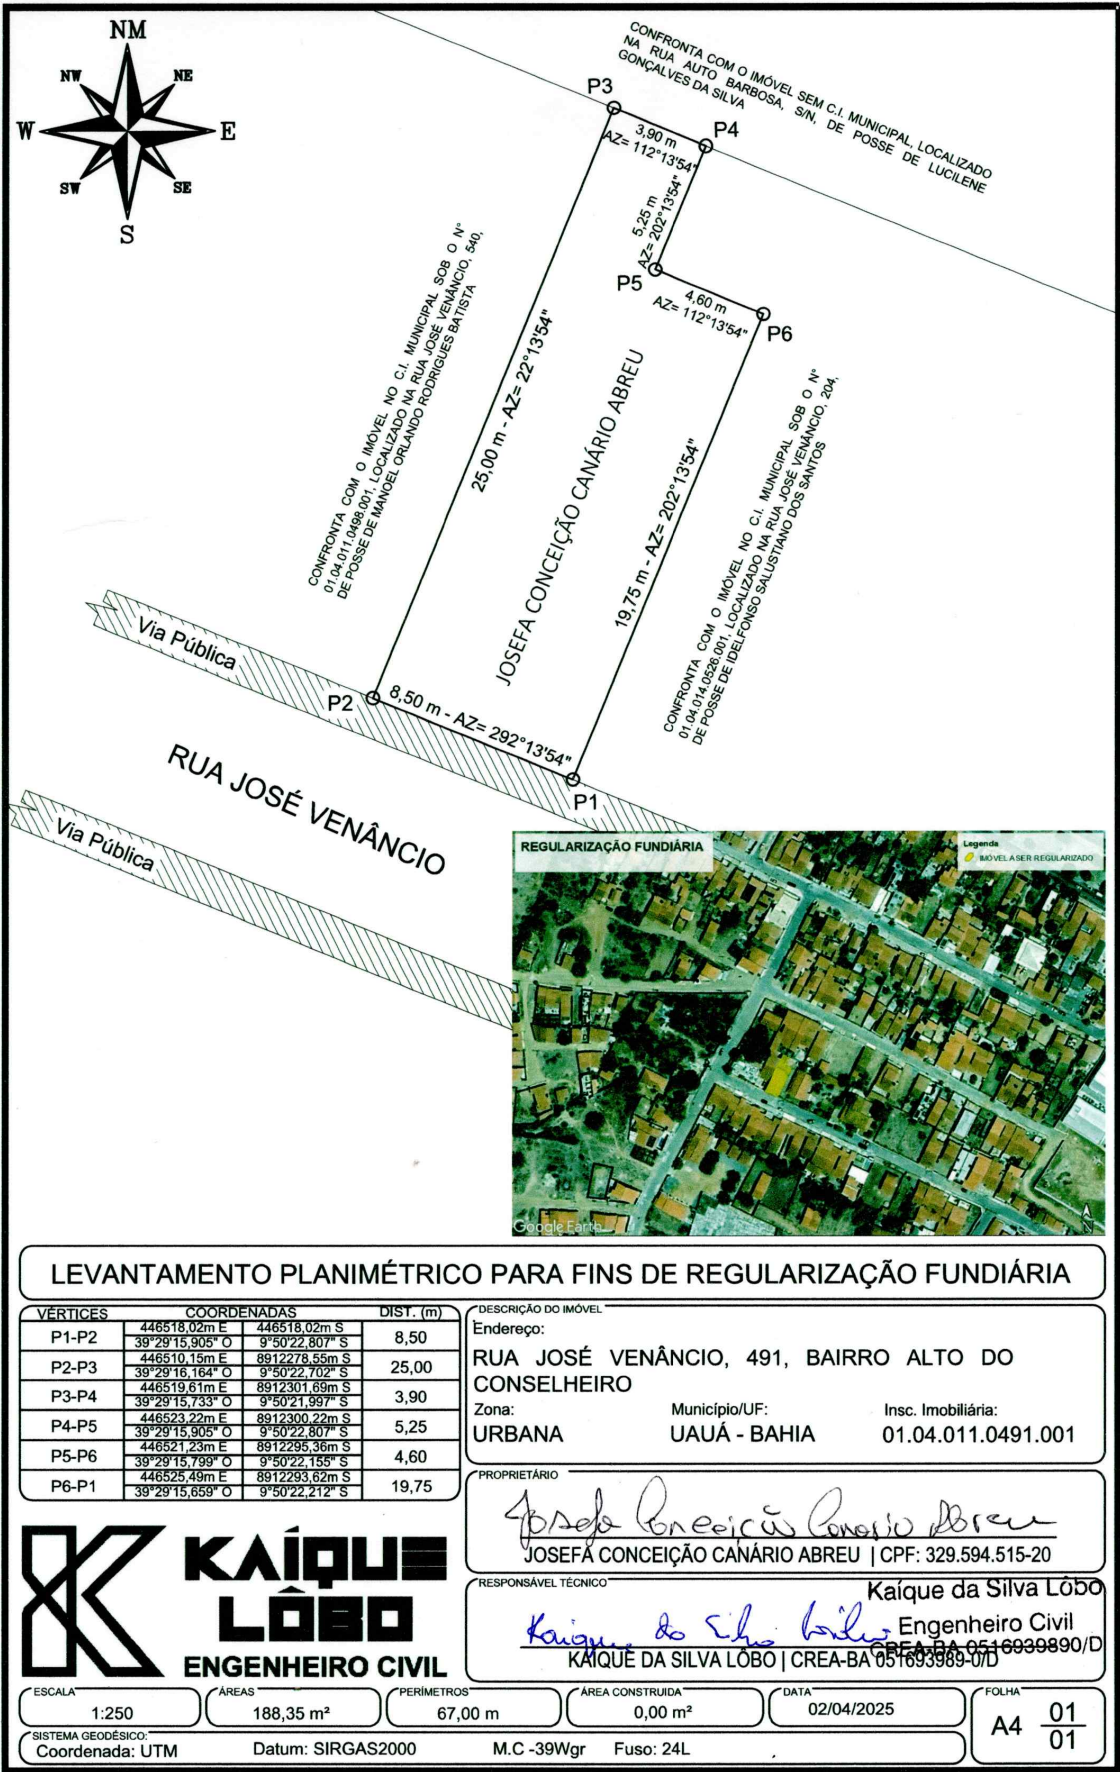 NM
NW
NE
W
E
SW
SE
S
CONFRONTA COM O IMÓVEL SEM C.I. MUNICIPAL, LOCALIZADO
NA RUA AUTO BARBOSA, S/N, DE POSSE DE LUCILENE
GONÇALVES DA SILVA
P3
3,90 m
AZ= 112°13'54"
P4
5,25 m
AZ= 202°13'54"
P5
4,60 m
AZ= 112°13'54"
P6
CONFRONTA COM O IMÓVEL NO C.I. MUNICIPAL SOB O N°
01.04.011.0498.001, LOCALIZADO NA RUA JOSÉ VENÂNCIO, 540,
DE POSSE DE MANOEL ORLANDO RODRIGUES BATISTA
25,00 m - AZ= 22°13'54"
JOSEFA CONCEIÇÃO CANÁRIO ABREU
19,75 m - AZ= 202°13'54"
CONFRONTA COM O IMÓVEL NO C.I. MUNICIPAL SOB O N°
01.04.014.0526.001, LOCALIZADO NA RUA JOSÉ VENÂNCIO, 204,
DE POSSE DE IDELFONSO SALUSTIANO DOS SANTOS
Via Pública
P2
8,50 m - AZ= 292°13'54"
P1
RUA JOSÉ VENÂNCIO
Via Pública
REGULARIZAÇÃO FUNDIÁRIA
Legenda
IMÓVEL A SER REGULARIZADO
Google Earth
N
LEVANTAMENTO PLANIMÉTRICO PARA FINS DE REGULARIZAÇÃO FUNDIÁRIA
VÉRTICES COORDENADAS DIST. (m)
P1-P2 446518,02m E 446518,02m S 8,50
39°29'15,905" O 9°50'22,807" S
P2-P3 446510,15m E 8912278,55m S 25,00
39°29'16,164" O 9°50'22,702" S
P3-P4 446519,61m E 8912301,69m S 3,90
39°29'15,733" O 9°50'21,997" S
P4-P5 446523,22m E 8912300,22m S 5,25
39°29'15,905" O 9°50'22,807" S
P5-P6 446521,23m E 8912295,36m S 4,60
39°29'15,799" O 9°50'22,155" S
P6-P1 446525,49m E 8912293,62m S 19,75
39°29'15,659" O 9°50'22,212" S
DESCRIÇÃO DO IMÓVEL
Endereço:
RUA JOSÉ VENÂNCIO, 491, BAIRRO ALTO DO
CONSELHEIRO
Zona: Município/UF: Insc. Imobiliária:
URBANA UAUÁ - BAHIA 01.04.011.0491.001
PROPRIETÁRIO
Josefa Conceição Canario Abreu
JOSEFA CONCEIÇÃO CANÁRIO ABREU | CPF: 329.594.515-20
RESPONSÁVEL TÉCNICO
Kaíque da Silva Lôbo
Engenheiro Civil
CREA-BA 0516939890/D
Kaique da Silva Lôbo
KAÍQUE DA SILVA LÔBO | CREA-BA 051693989-0/D
KAÍQUE
LÔBO
ENGENHEIRO CIVIL
ESCALA
1:250
ÁREAS
188,35 m²
PERÍMETROS
67,00 m
ÁREA CONSTRUIDA
0,00 m²
DATA
02/04/2025
FOLHA
A4 01
01
SISTEMA GEODÉSICO:
Coordenada: UTM Datum: SIRGAS2000 M.C -39Wgr Fuso: 24L